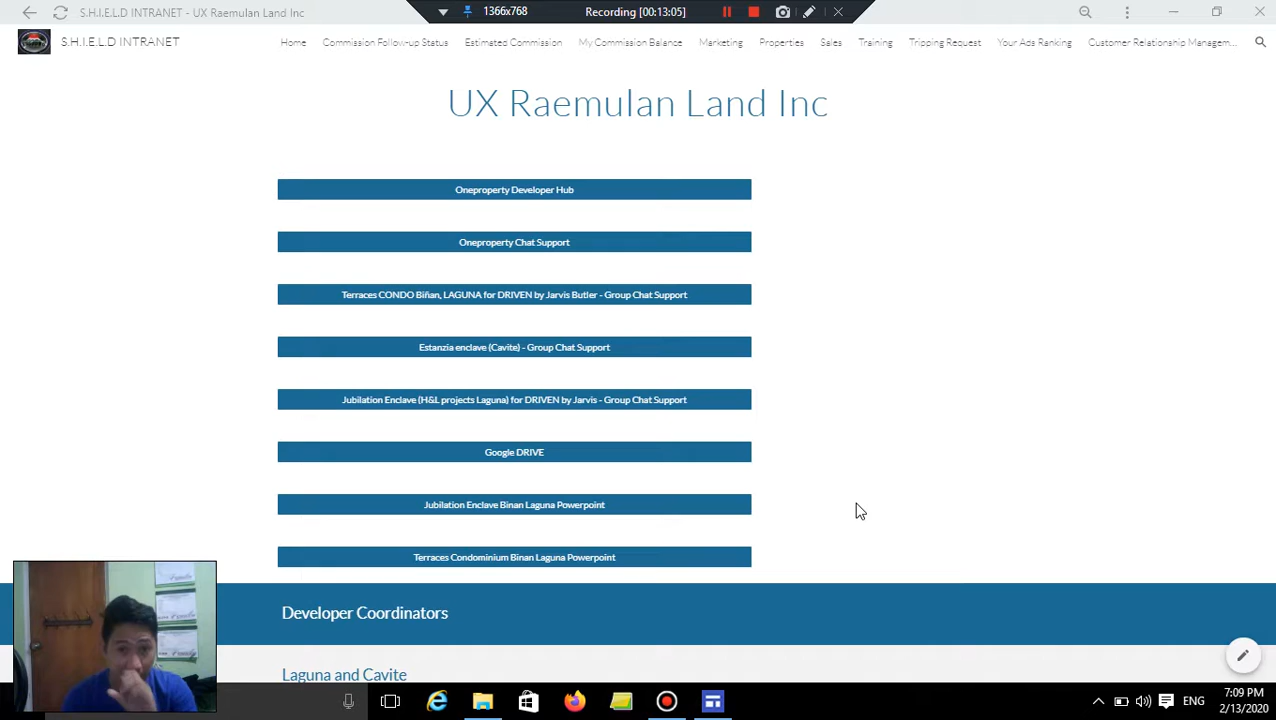 S.H.I.E.L.D INTRANET - UX Raemulan Land Inc
1366x768
Recording [00:13:05]
S.H.I.E.L.D INTRANET
Home
Commission Follow-up Status
Estimated Commission
My Commission Balance
Marketing
Properties
Sales
Training
Tripping Request
Your Ads Ranking
Customer Relationship Managem...
UX Raemulan Land Inc
Oneproperty Developer Hub
Oneproperty Chat Support
Terraces CONDO Biñan, LAGUNA for DRIVEN by Jarvis Butler - Group Chat Support
Estanzia enclave (Cavite) - Group Chat Support
Jubilation Enclave (H&L projects Laguna) for DRIVEN by Jarvis - Group Chat Support
Google DRIVE
Jubilation Enclave Binan Laguna Powerpoint
Terraces Condominium Binan Laguna Powerpoint
Developer Coordinators
Laguna and Cavite
ENG
7:09 PM
2/13/2020